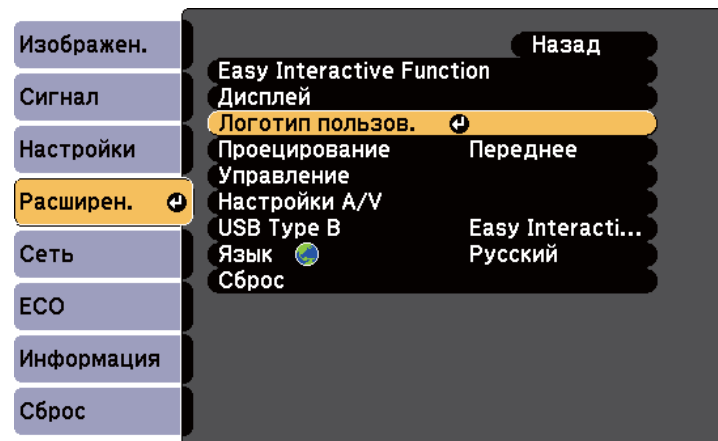 Изображен.
Сигнал
Настройки
Расширен.
Сеть
ECO
Информация
Сброс
Назад
Easy Interactive Function
Дисплей
Логотип пользов.
Проецирование Переднее
Управление
Настройки A/V
USB Type B Easy Interacti...
Язык Русский
Сброс